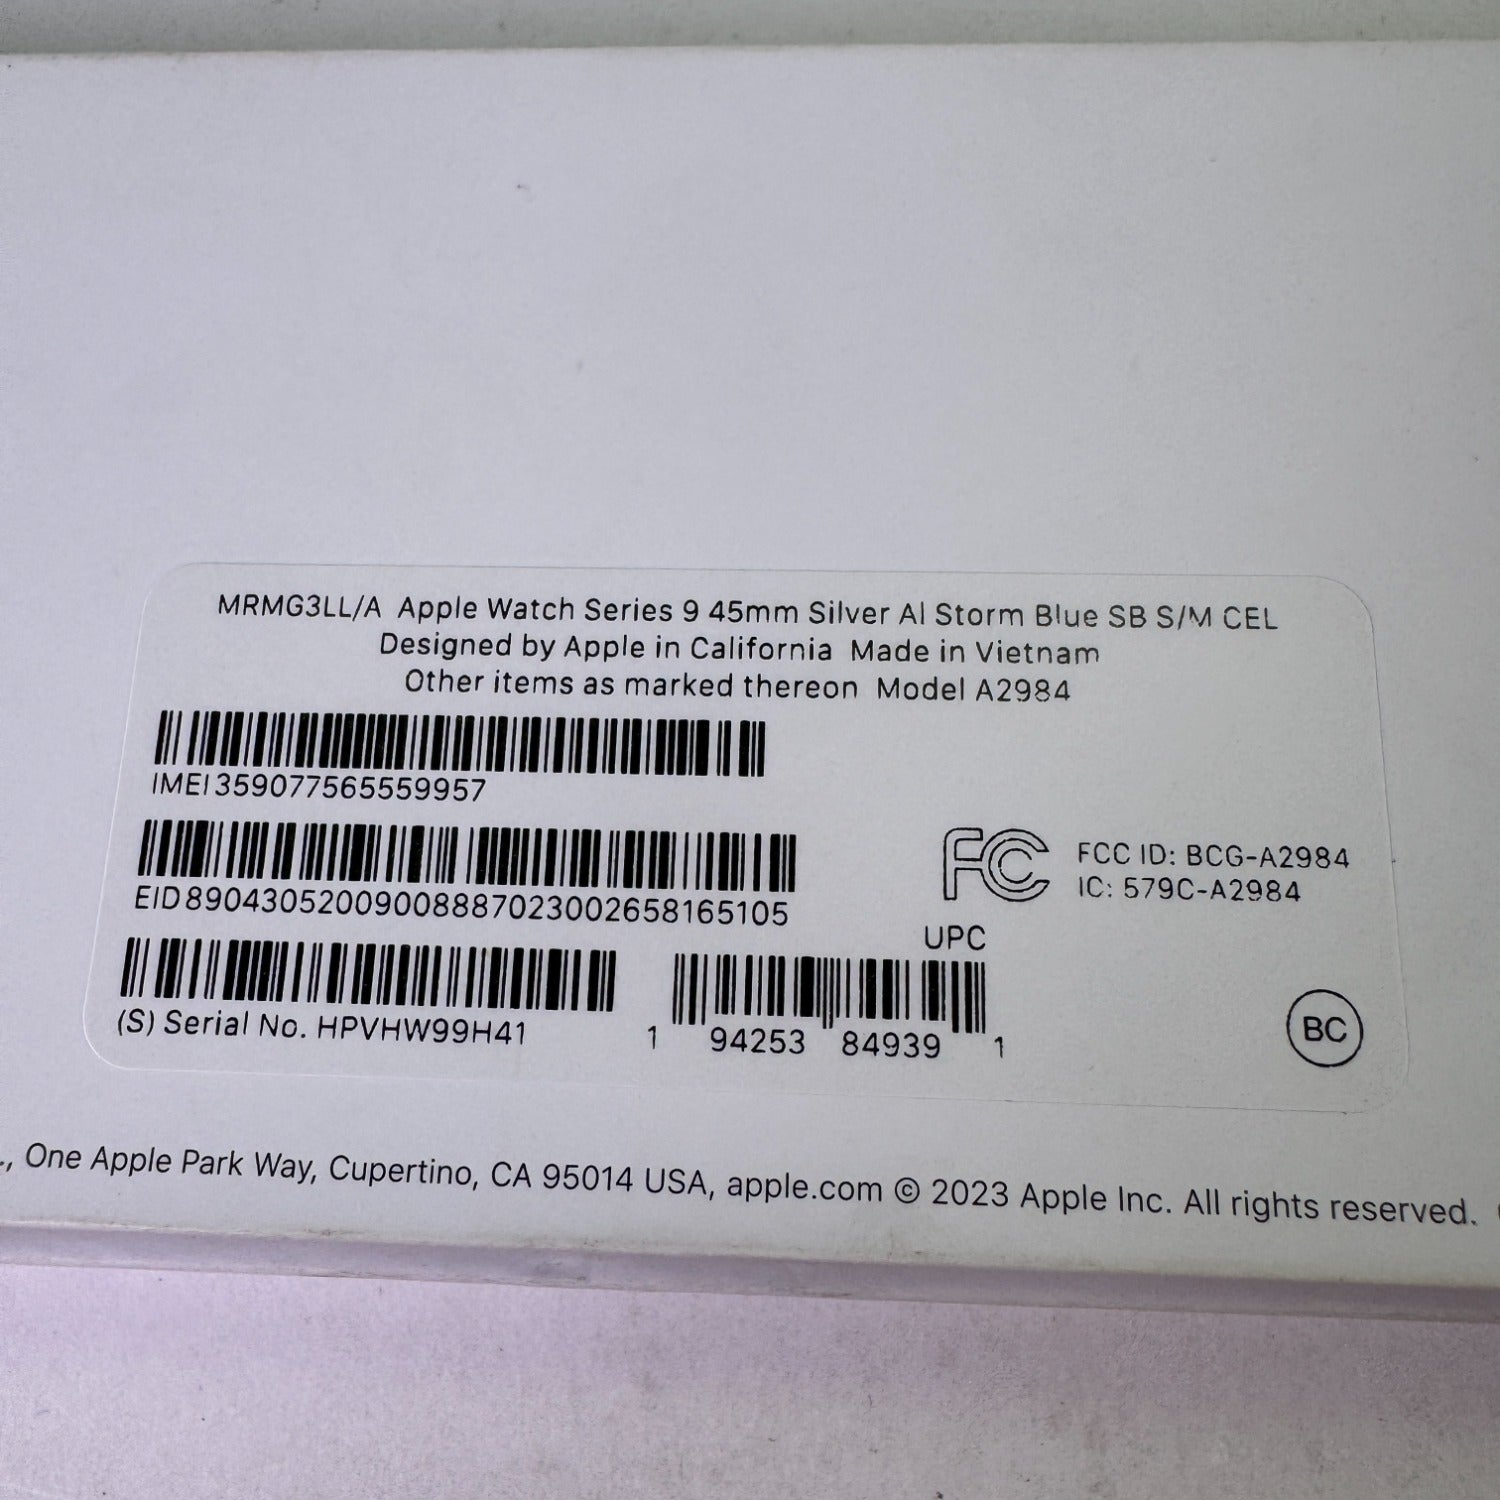 MRMG3LL/A Apple Watch Series 9 45mm Silver Al Storm Blue SB S/M CEL
Designed by Apple in California Made in Vietnam
Other items as marked thereon Model A2984
IMEI 359077565559957
EID 89043052009008887023002658165105
FC
FCC ID: BCG-A2984
IC: 579C-A2984
UPC
(S) Serial No. HPVHW99H41
1 94253 84939 1
BC
., One Apple Park Way, Cupertino, CA 95014 USA, apple.com © 2023 Apple Inc. All rights reserved.